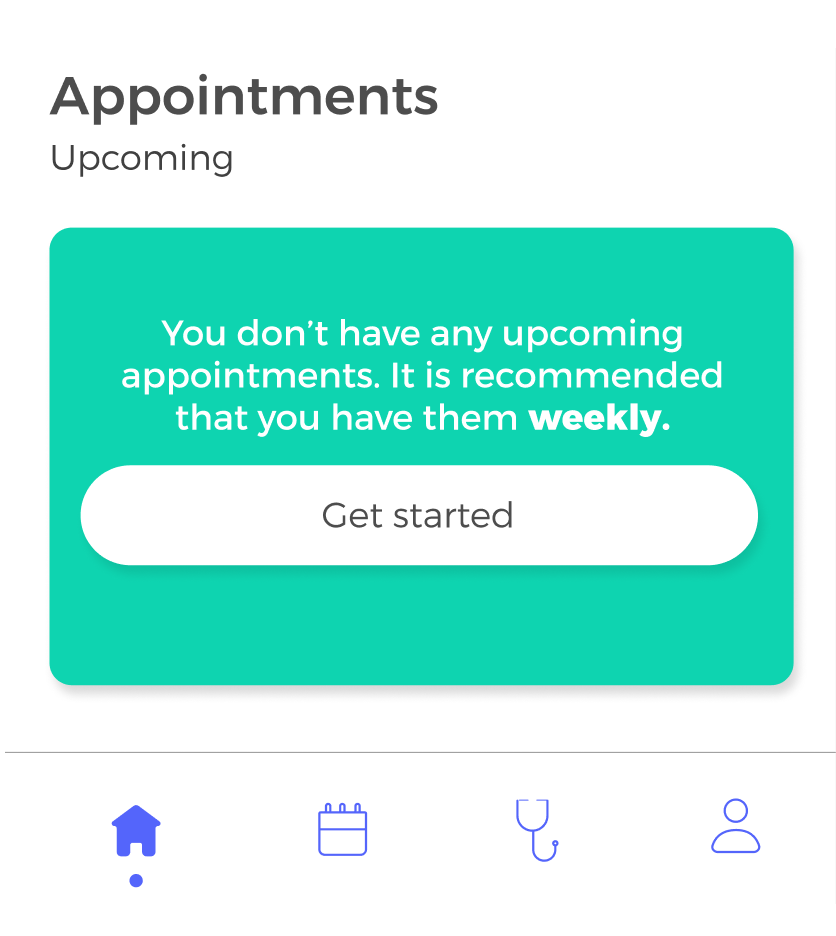 Appointments
Upcoming
You don’t have any upcoming
appointments. It is recommended
that you have them weekly.
Get started